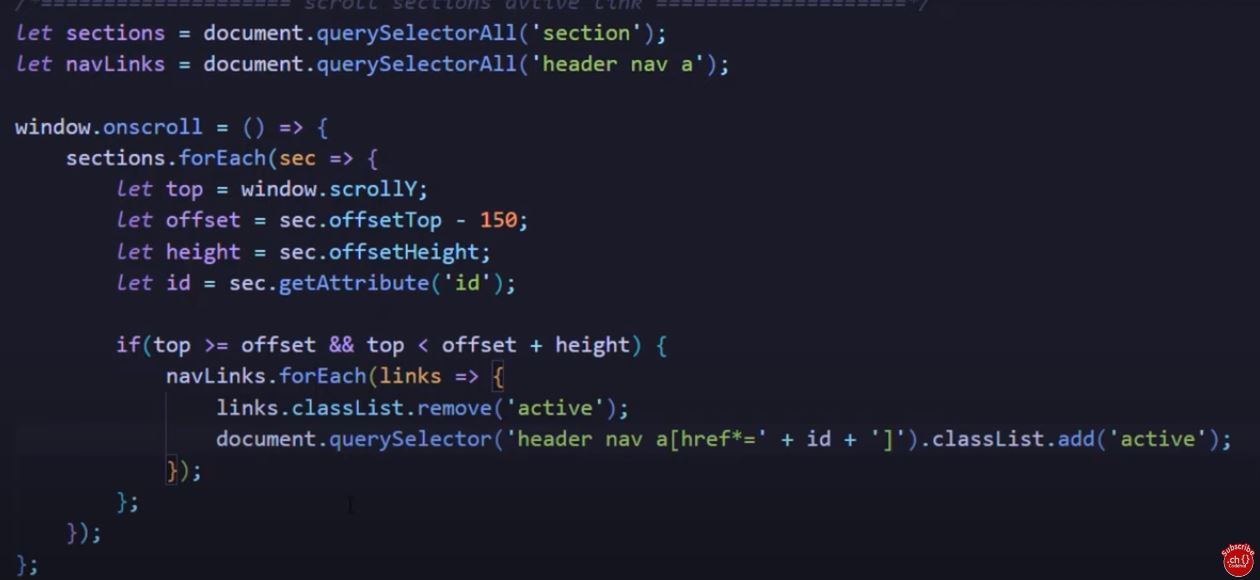 /*==================== scroll sections avtive link ====================*/
let sections = document.querySelectorAll('section');
let navLinks = document.querySelectorAll('header nav a');
window.onscroll = () => {
sections.forEach(sec => {
let top = window.scrollY;
let offset = sec.offsetTop - 150;
let height = sec.offsetHeight;
let id = sec.getAttribute('id');
if(top >= offset && top < offset + height) {
navLinks.forEach(links => {
links.classList.remove('active');
document.querySelector('header nav a[href*=' + id + ']').classList.add('active');
});
};
});
};
Subscribe
.ch {}
Codehal